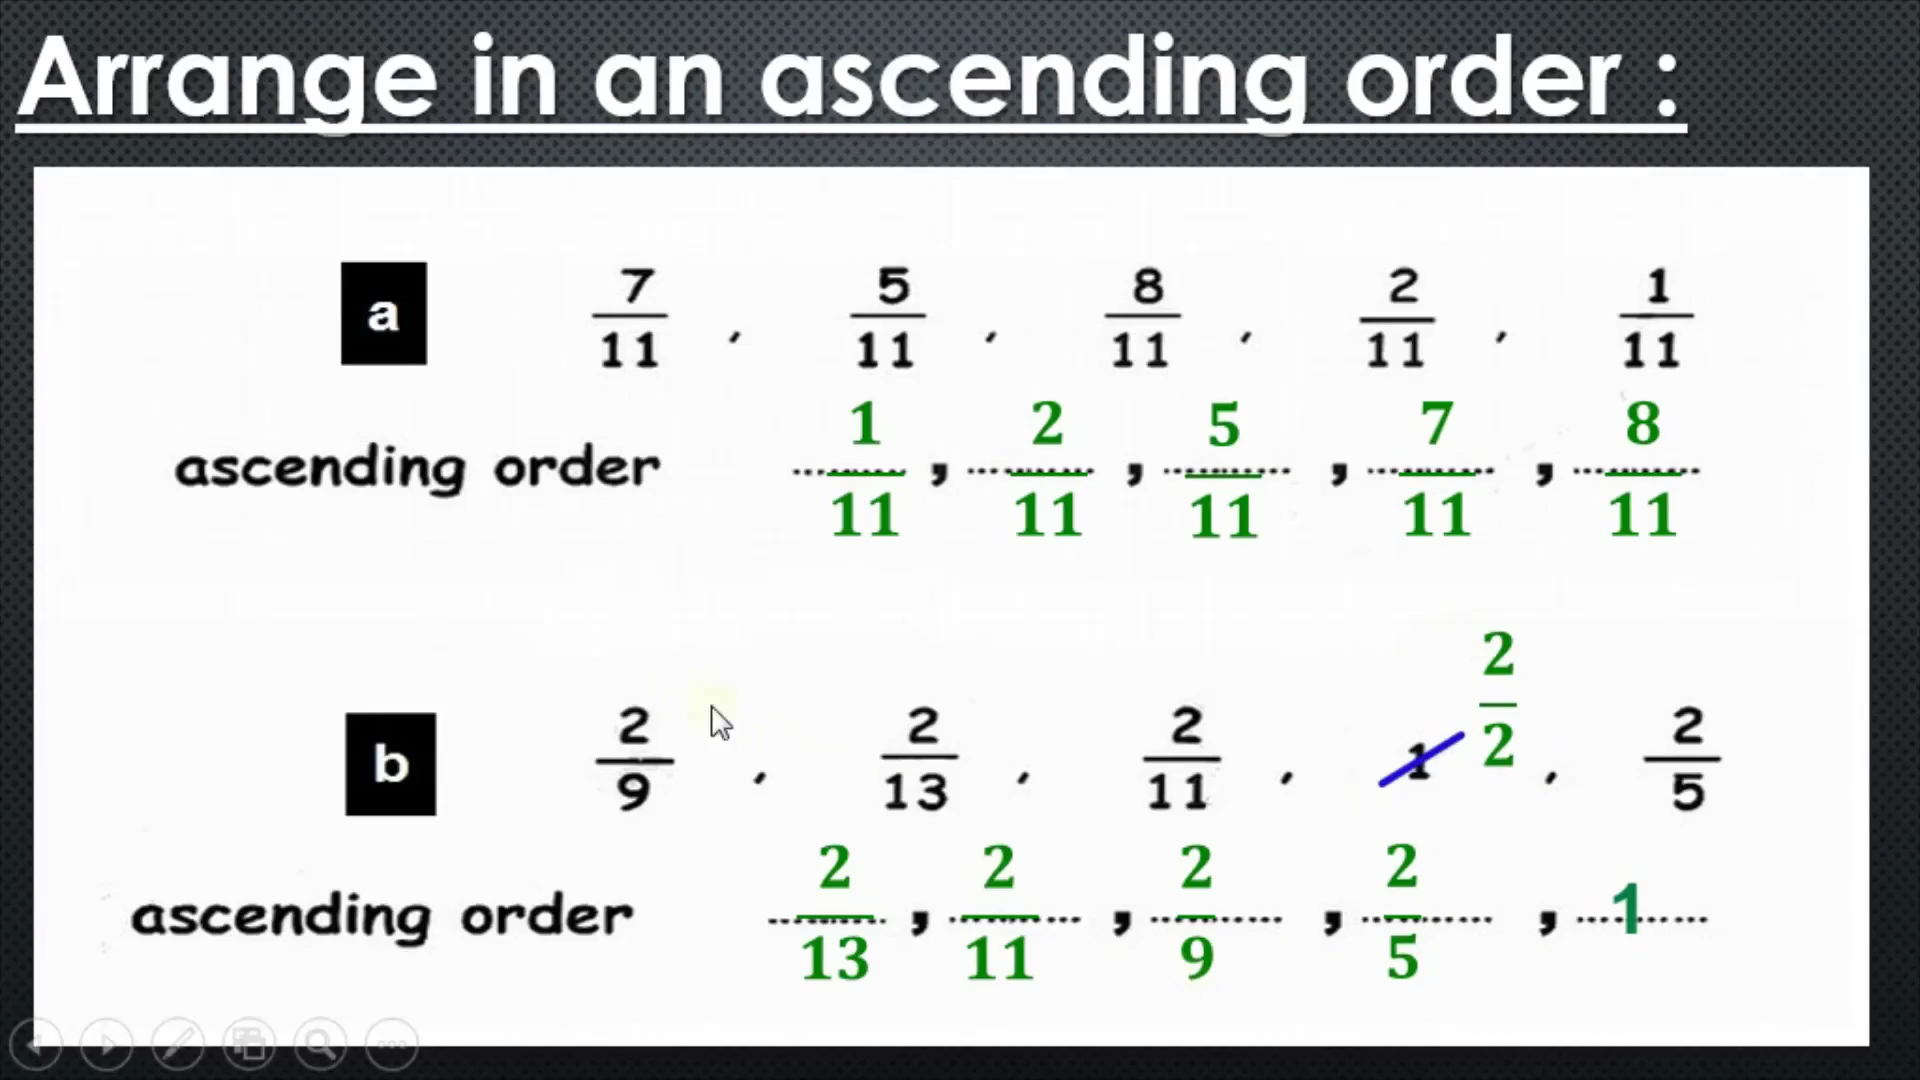 Arrange in an ascending order :
a 7/11 , 5/11 , 8/11 , 2/11 , 1/11
ascending order 1/11 , 2/11 , 5/11 , 7/11 , 8/11
b 2/9 , 2/13 , 2/11 , 1 2/2 , 2/5
ascending order 2/13 , 2/11 , 2/9 , 2/5 , 1